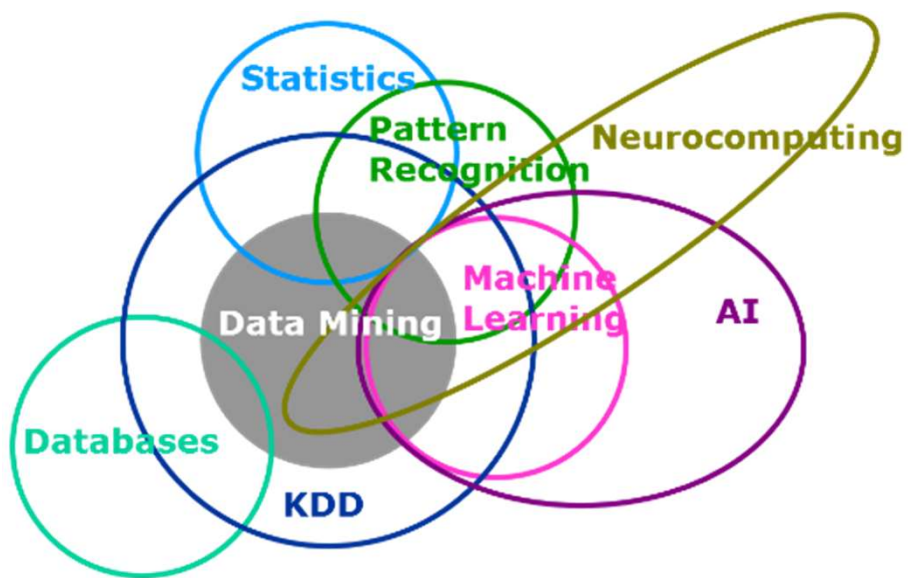 Statistics
Pattern
Recognition
Neurocomputing
Machine
Learning
AI
Data Mining
Databases
KDD